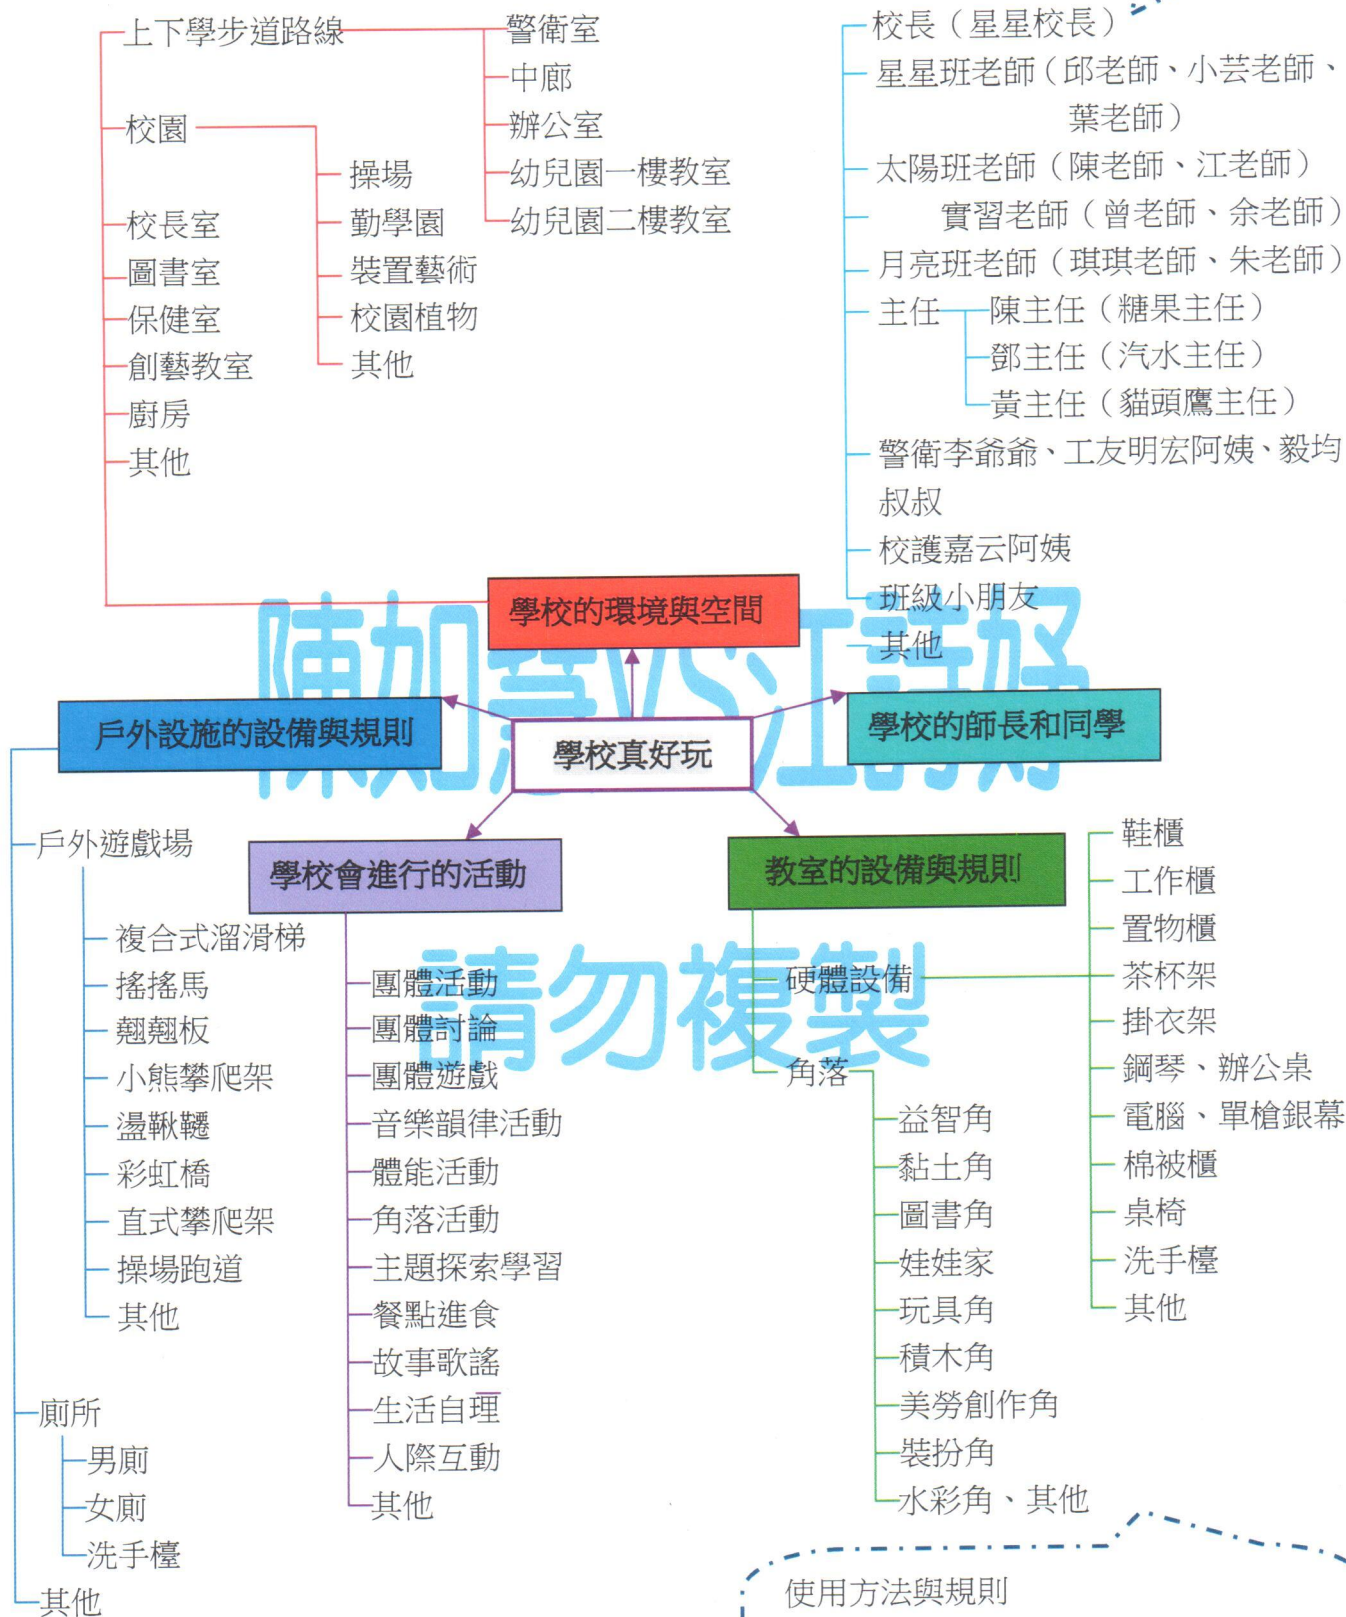 上下學步道路線
警衛室
中廊
辦公室
幼兒園一樓教室
幼兒園二樓教室
校園
操場
勤學園
裝置藝術
校園植物
其他
校長室
圖書室
保健室
創藝教室
廚房
其他
校長（星星校長）
星星班老師（邱老師、小芸老師、
葉老師）
太陽班老師（陳老師、江老師）
實習老師（曾老師、余老師）
月亮班老師（琪琪老師、朱老師）
主任
陳主任（糖果主任）
鄧主任（汽水主任）
黃主任（貓頭鷹主任）
警衛李爺爺、工友明宏阿姨、毅均
叔叔
校護嘉云阿姨
班級小朋友
其他
學校的環境與空間
戶外設施的設備與規則
學校真好玩
學校的師長和同學
學校會進行的活動
教室的設備與規則
戶外遊戲場
複合式溜滑梯
搖搖馬
翹翹板
小熊攀爬架
盪鞦韆
彩虹橋
直式攀爬架
操場跑道
其他
廁所
男廁
女廁
洗手檯
其他
團體活動
團體討論
團體遊戲
音樂韻律活動
體能活動
角落活動
主題探索學習
餐點進食
故事歌謠
生活自理
人際互動
其他
硬體設備
鞋櫃
工作櫃
置物櫃
茶杯架
掛衣架
鋼琴、辦公桌
電腦、單槍銀幕
棉被櫃
桌椅
洗手檯
其他
角落
益智角
黏土角
圖書角
娃娃家
玩具角
積木角
美勞創作角
裝扮角
水彩角、其他
使用方法與規則
陳如 VS江詩妤
請勿複製